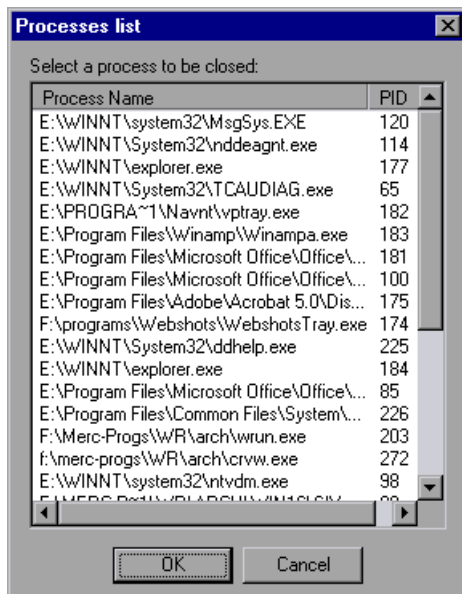 Processes list
Select a process to be closed:
Process Name PID
E:\WINNT\system32\MsgSys.EXE 120
E:\WINNT\System32\nddeagnt.exe 114
E:\WINNT\explorer.exe 177
E:\WINNT\System32\TCAUDIAG.exe 65
E:\PROGRA~1\Navnt\vptray.exe 182
E:\Program Files\Winamp\Winampa.exe 183
E:\Program Files\Microsoft Office\Office\... 181
E:\Program Files\Microsoft Office\Office\... 100
E:\Program Files\Adobe\Acrobat 5.0\Dis... 175
F:\programs\Webshots\WebshotsTray.exe 174
E:\WINNT\System32\ddhelp.exe 225
E:\WINNT\explorer.exe 184
E:\Program Files\Microsoft Office\Office\... 85
E:\Program Files\Common Files\System\... 226
F:\Merc-Progs\WR\arch\wrun.exe 203
f:\merc-progs\WR\arch\crvw.exe 272
E:\WINNT\system32\ntvdm.exe 98
OK Cancel